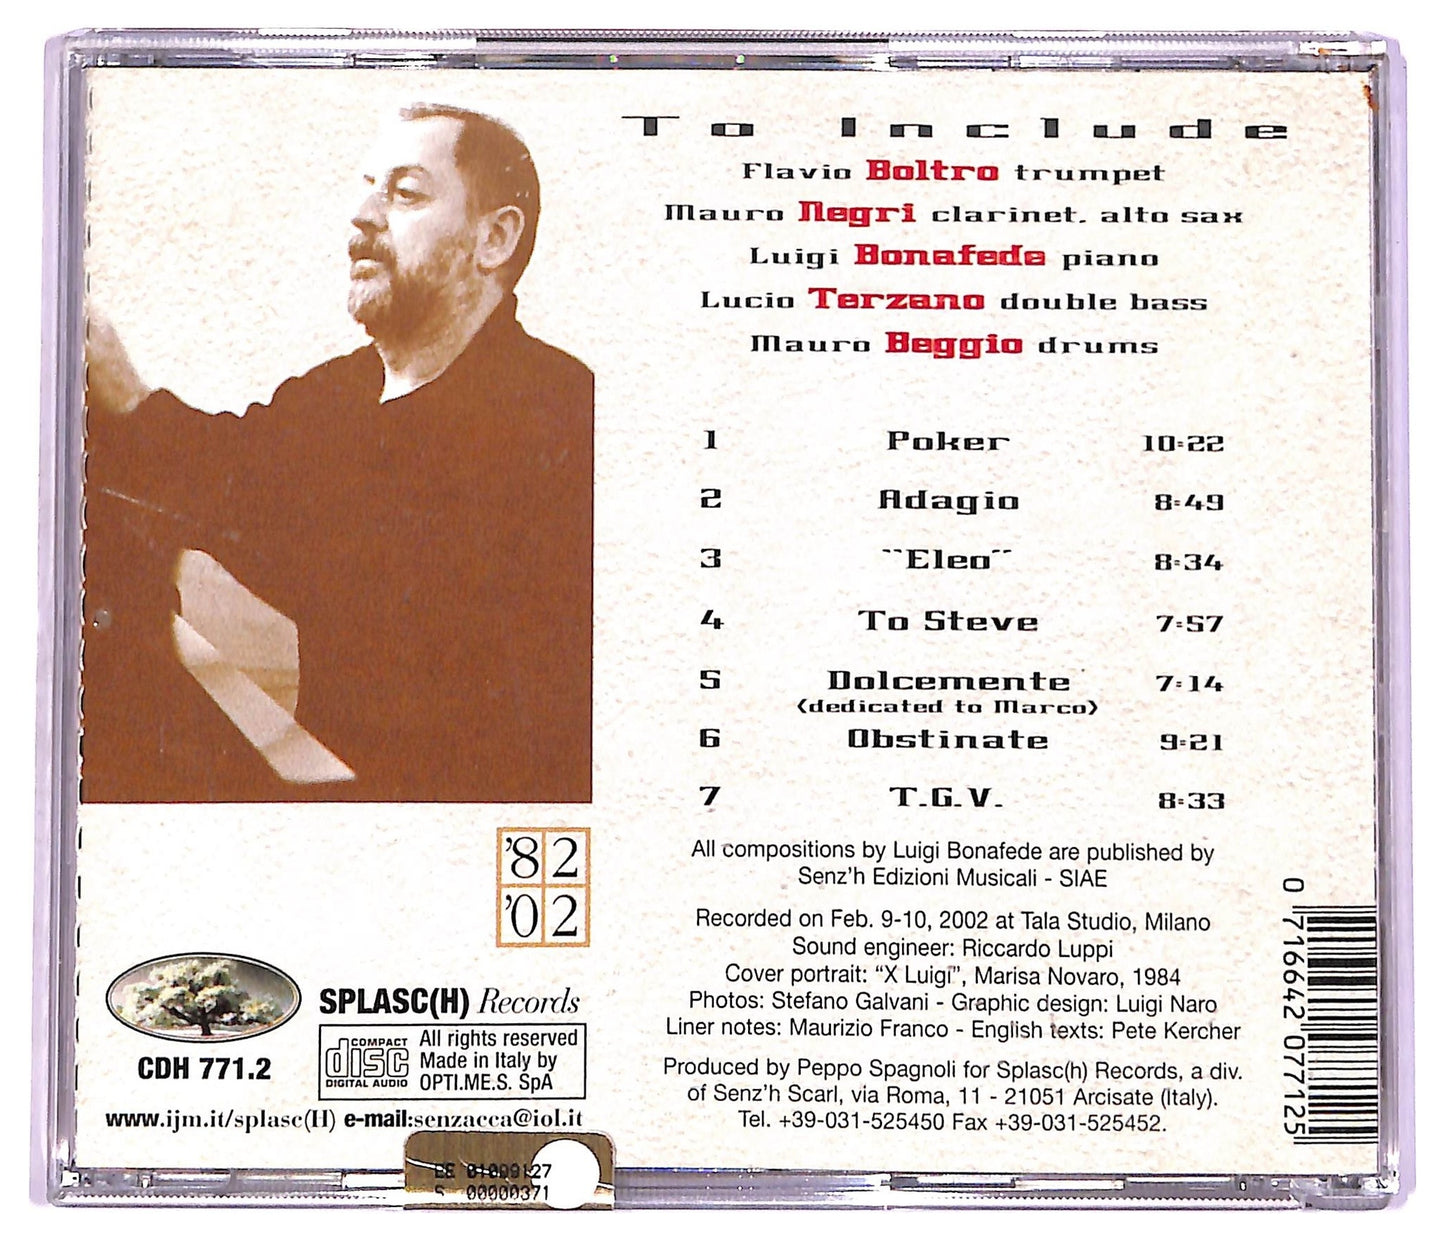 To Include
Flavio Boltro trumpet
Mauro Negri clarinet, alto sax
Luigi Bonafede piano
Lucio Terzano double bass
Mauro Beggio drums
1 Poker 10:22
2 Adagio 8:49
3 "Eleo" 8:34
4 To Steve 7:57
5 Dolcemente 7:14
(dedicated to Marco)
6 Obstinate 9:21
7 T.G.V. 8:33
All compositions by Luigi Bonafede are published by
Senz'h Edizioni Musicali - SIAE
Recorded on Feb. 9-10, 2002 at Tala Studio, Milano
Sound engineer: Riccardo Luppi
Cover portrait: "X Luigi", Marisa Novaro, 1984
Photos: Stefano Galvani - Graphic design: Luigi Naro
Liner notes: Maurizio Franco - English texts: Pete Kercher
Produced by Peppo Spagnoli for Splasc(h) Records, a div.
of Senz'h Scarl, via Roma, 11 - 21051 Arcisate (Italy).
Tel. +39-031-525450 Fax +39-031-525452.
'82
'02
SPLASC(H) Records
CDH 771.2
COMPACT
disc
DIGITAL AUDIO
All rights reserved
Made in Italy by
OPTI.ME.S. SpA
www.ijm.it/splasc(H) e-mail:senzacca@iol.it
EE 01099127
S 00000371
0 716642 077125